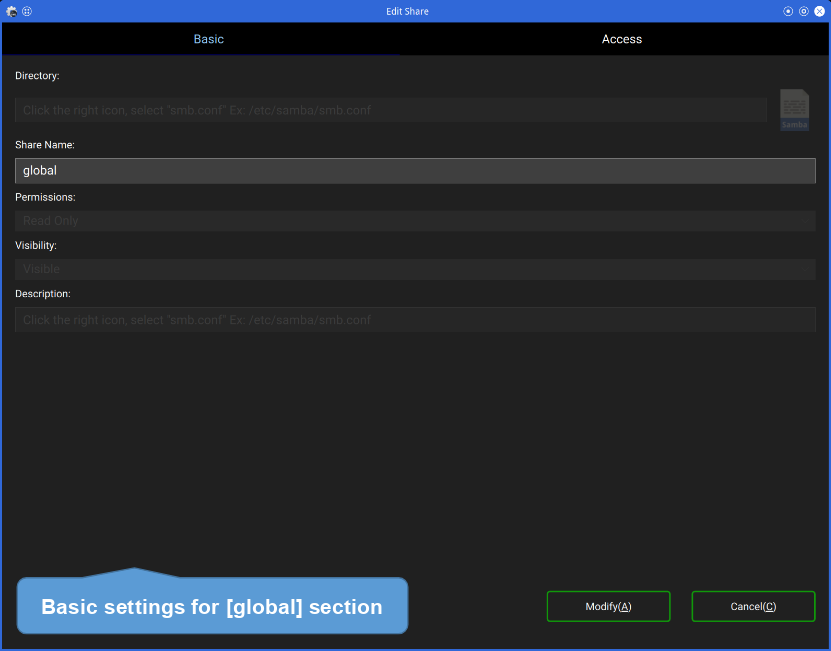 Edit Share
Basic
Access
Directory:
Click the right icon, select "smb.conf" Ex: /etc/samba/smb.conf
Samba
Share Name:
global
Permissions:
Read Only
Visibility:
Visible
Description:
Click the right icon, select "smb.conf" Ex: /etc/samba/smb.conf
Basic settings for [global] section
Modify(A)
Cancel(C)